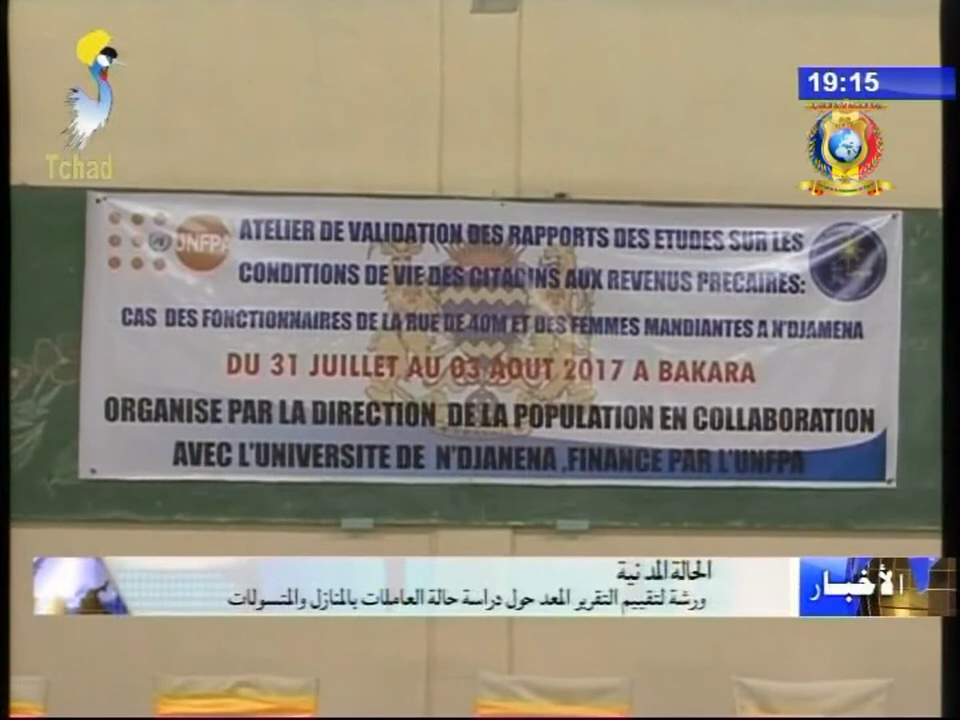 19:15
Tchad
UNFPA
ATELIER DE VALIDATION DES RAPPORTS DES ETUDES SUR LES
CONDITIONS DE VIE DES CITADINS AUX REVENUS PRECAIRES:
CAS DES FONCTIONNAIRES DE LA RUE DE 40M ET DES FEMMES MANDIANTES A N'DJAMENA
DU 31 JUILLET AU 03 AOUT 2017 A BAKARA
ORGANISE PAR LA DIRECTION DE LA POPULATION EN COLLABORATION
AVEC L'UNIVERSITE DE N'DJANENA ,FINANCE PAR L'UNFPA
الحالة المدنية
ورشة لتقييم التقرير المعد حول دراسة حالة العاملات بالمنازل والمتسولات
الأخبار